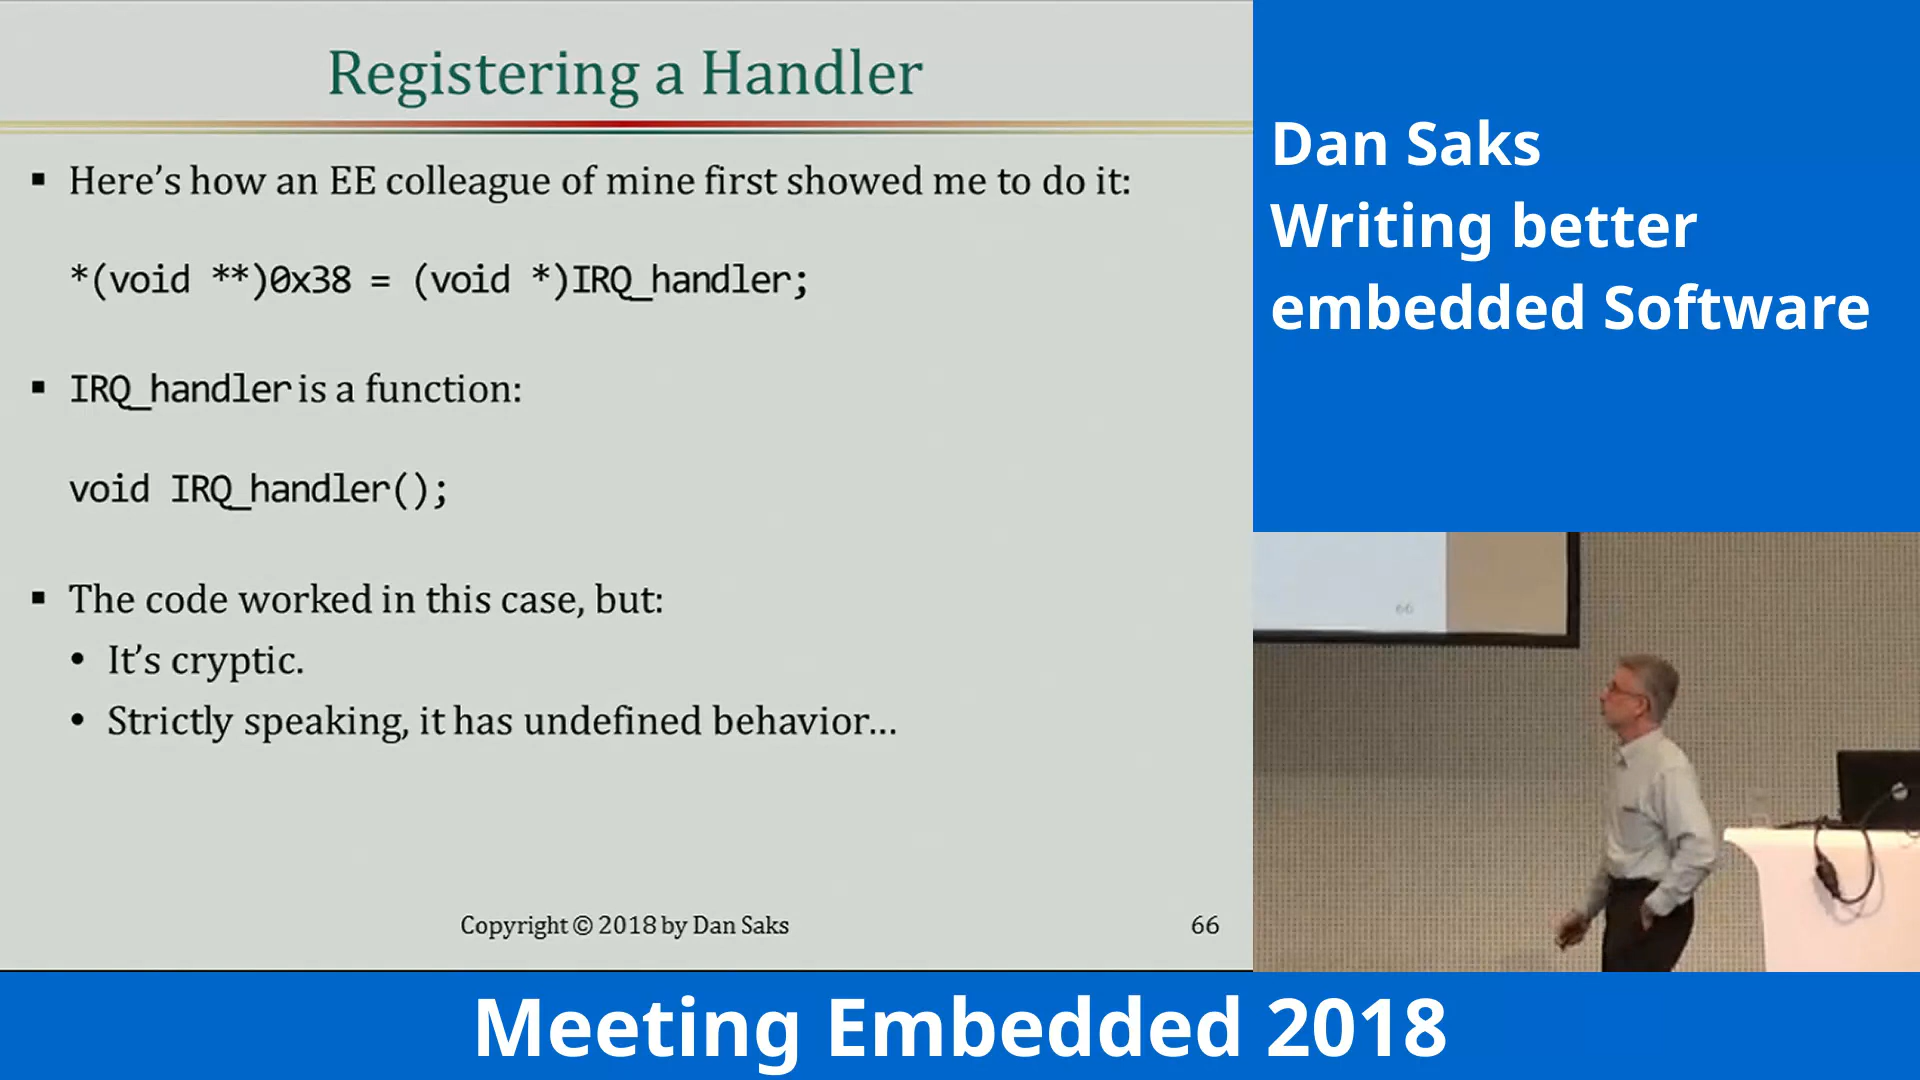 Registering a Handler
▪ Here's how an EE colleague of mine first showed me to do it:
*(void **)0x38 = (void *)IRQ_handler;
▪ IRQ_handler is a function:
void IRQ_handler();
▪ The code worked in this case, but:
• It's cryptic.
• Strictly speaking, it has undefined behavior…
Copyright © 2018 by Dan Saks
66
Dan Saks
Writing better
embedded Software
66
Meeting Embedded 2018